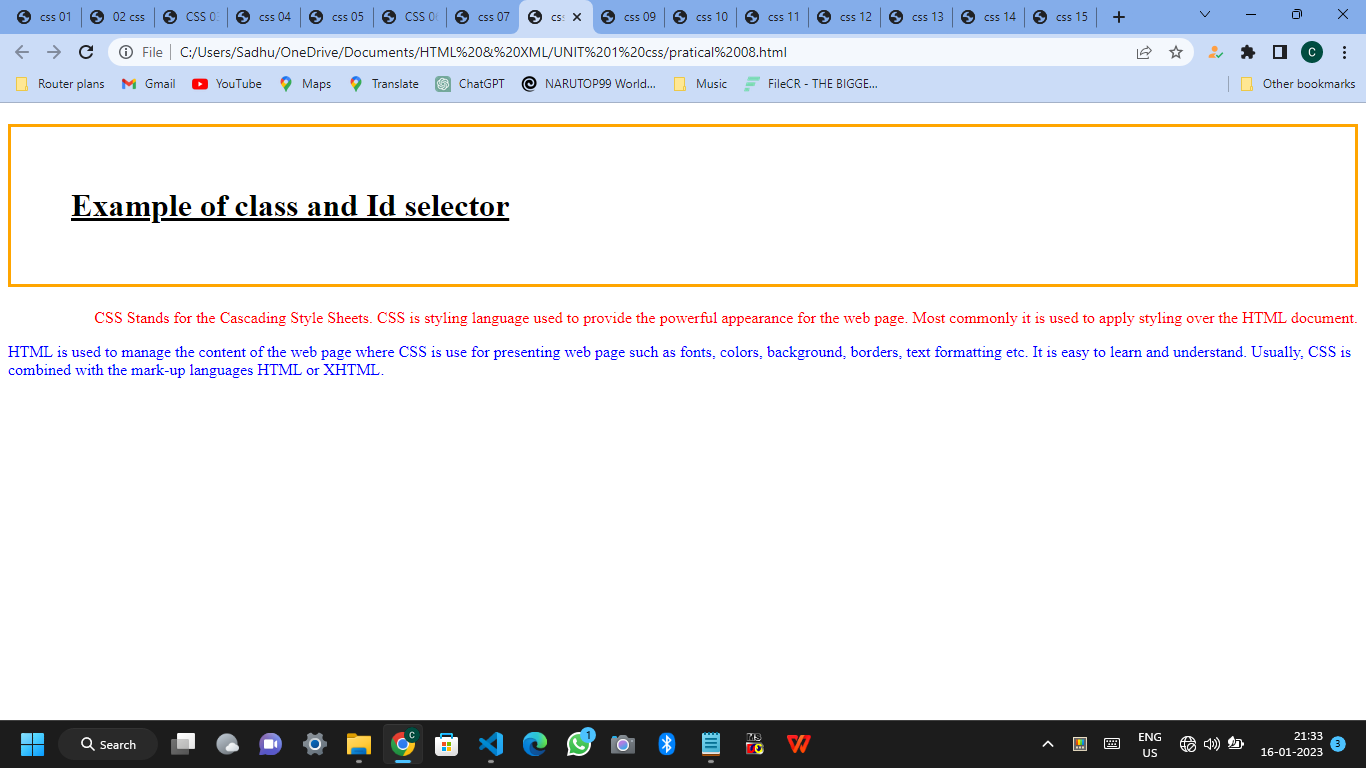 css 01 02 css CSS 03 css 04 css 05 CSS 06 css 07 css css 09 css 10 css 11 css 12 css 13 css 14 css 15
File C:/Users/Sadhu/OneDrive/Documents/HTML%20&%20XML/UNIT%201%20css/pratical%2008.html C
Router plans Gmail YouTube Maps Translate ChatGPT NARUTOP99 World... Music FileCR - THE BIGGE... Other bookmarks
Example of class and Id selector
CSS Stands for the Cascading Style Sheets. CSS is styling language used to provide the powerful appearance for the web page. Most commonly it is used to apply styling over the HTML document.
HTML is used to manage the content of the web page where CSS is use for presenting web page such as fonts, colors, background, borders, text formatting etc. It is easy to learn and understand. Usually, CSS is
combined with the mark-up languages HTML or XHTML.
Search C 1 MS ENG 21:33
US 16-01-2023 3